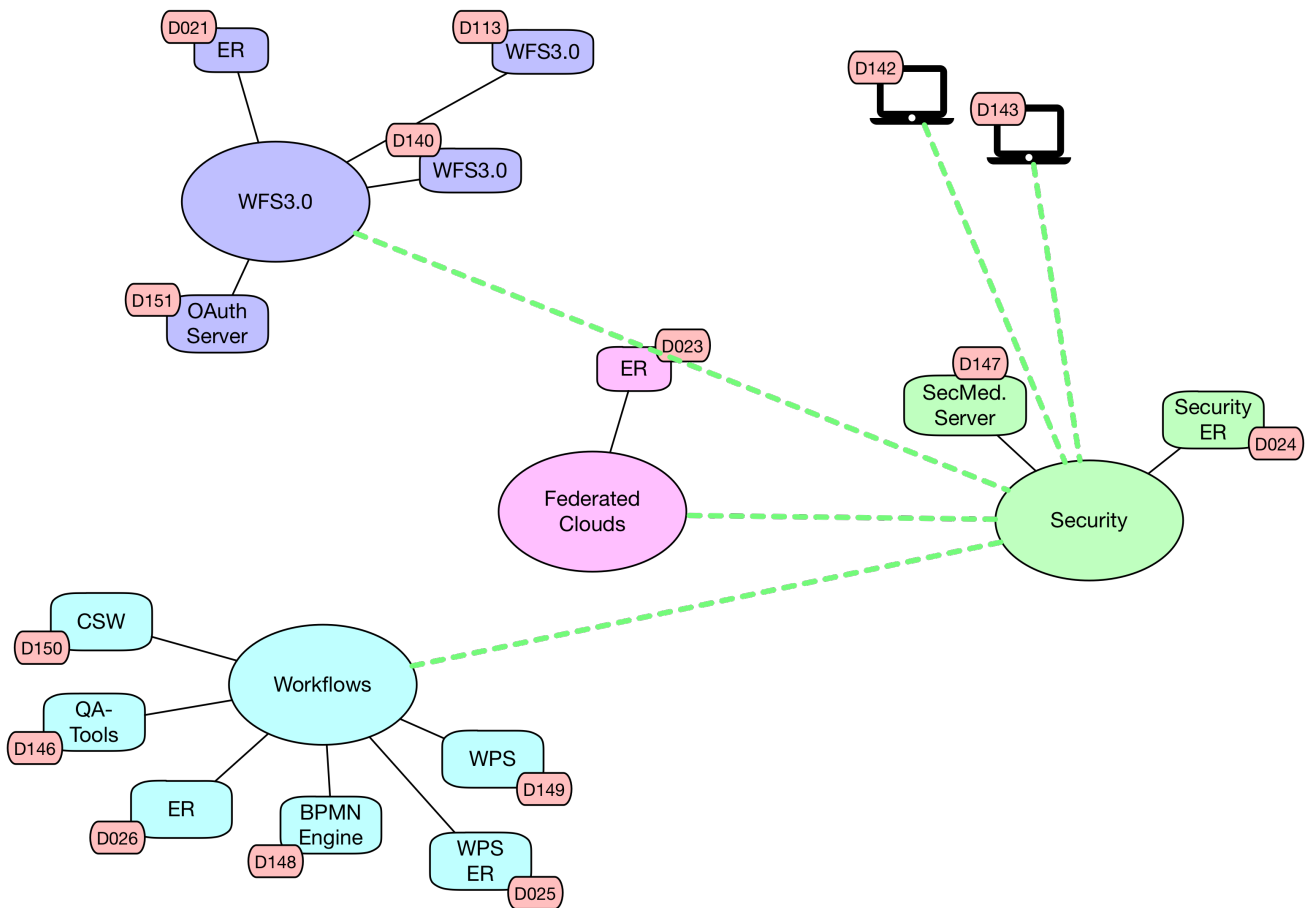 D021
ER
D113
WFS3.0
D140
WFS3.0
WFS3.0
D151
OAuth
Server
D142
D143
D023
ER
D147
SecMed.
Server
Security
ER
D024
Federated
Clouds
Security
CSW
D150
Workflows
QA-
Tools
D146
WPS
D149
ER
D026
BPMN
Engine
D148
WPS
ER
D025